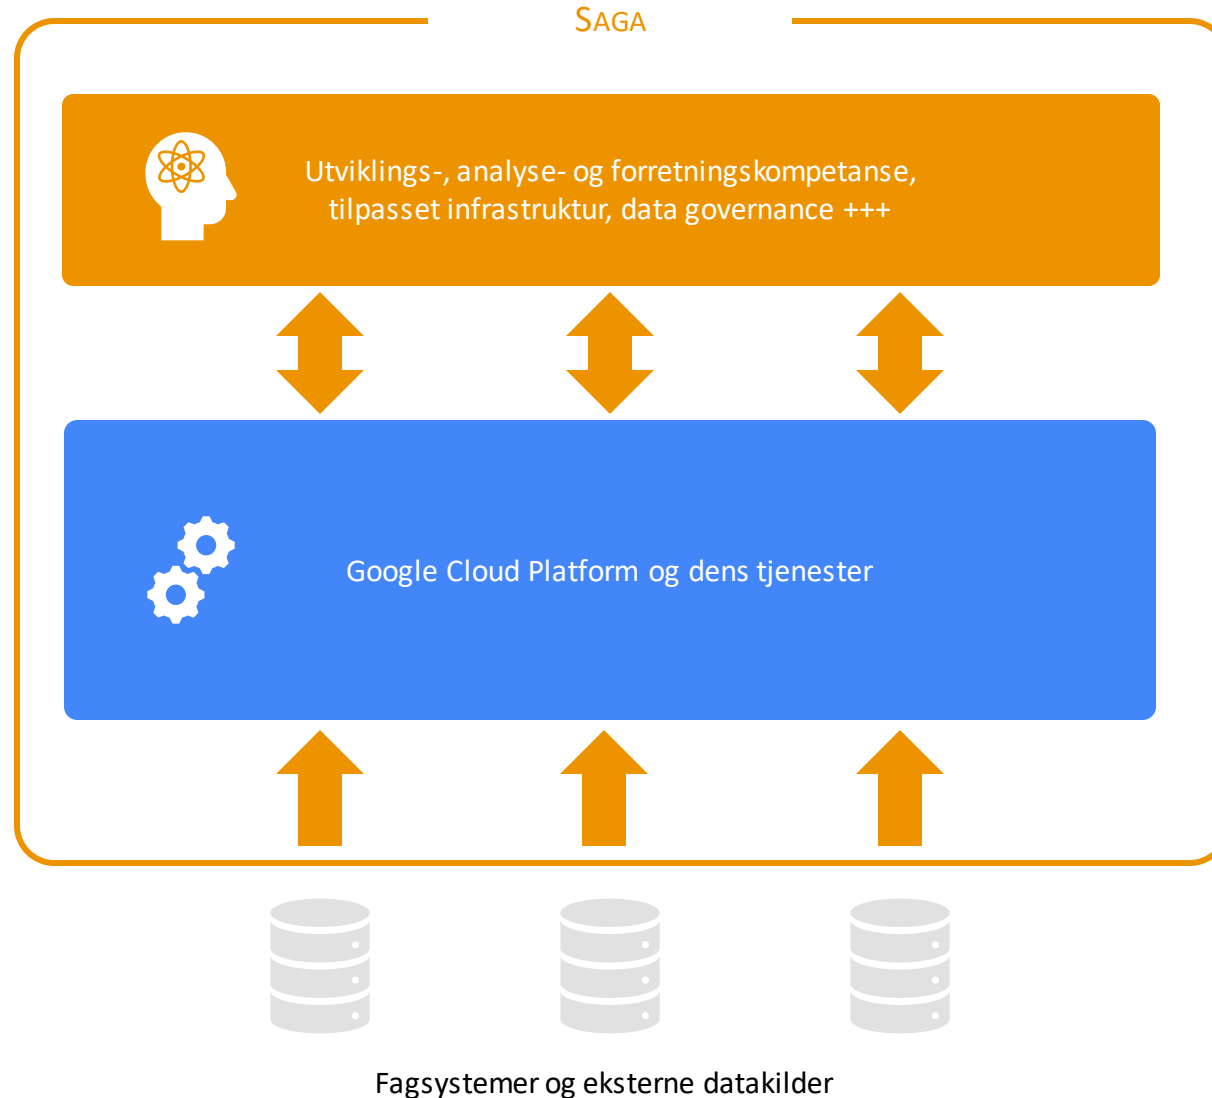 SAGA
Utviklings-, analyse- og forretningskompetanse,
tilpasset infrastruktur, data governance +++
Google Cloud Platform og dens tjenester
Fagsystemer og eksterne datakilder